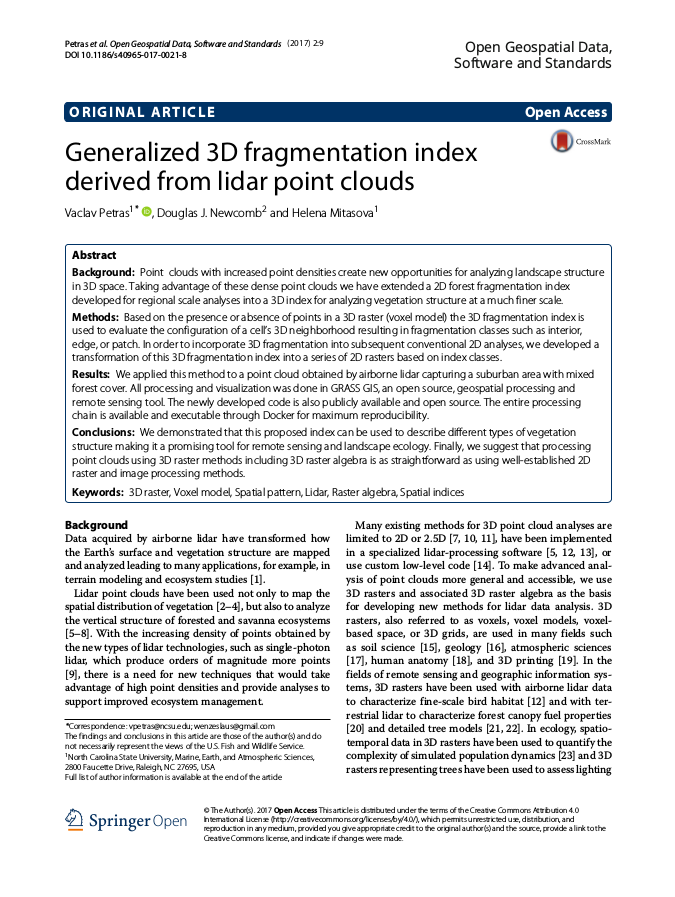 Petras et al. Open Geospatial Data, Software and Standards (2017) 2:9
DOI 10.1186/s40965-017-0021-8
Open Geospatial Data,
Software and Standards
ORIGINAL ARTICLE
Open Access
CrossMark
Generalized 3D fragmentation index
derived from lidar point clouds
Vaclav Petras1*, Douglas J. Newcomb2 and Helena Mitasova1
Abstract
Background: Point clouds with increased point densities create new opportunities for analyzing landscape structure
in 3D space. Taking advantage of these dense point clouds we have extended a 2D forest fragmentation index
developed for regional scale analyses into a 3D index for analyzing vegetation structure at a much finer scale.
Methods: Based on the presence or absence of points in a 3D raster (voxel model) the 3D fragmentation index is
used to evaluate the configuration of a cell's 3D neighborhood resulting in fragmentation classes such as interior,
edge, or patch. In order to incorporate 3D fragmentation into subsequent conventional 2D analyses, we developed a
transformation of this 3D fragmentation index into a series of 2D rasters based on index classes.
Results: We applied this method to a point cloud obtained by airborne lidar capturing a suburban area with mixed
forest cover. All processing and visualization was done in GRASS GIS, an open source, geospatial processing and
remote sensing tool. The newly developed code is also publicly available and open source. The entire processing
chain is available and executable through Docker for maximum reproducibility.
Conclusions: We demonstrated that this proposed index can be used to describe different types of vegetation
structure making it a promising tool for remote sensing and landscape ecology. Finally, we suggest that processing
point clouds using 3D raster methods including 3D raster algebra is as straightforward as using well-established 2D
raster and image processing methods.
Keywords: 3D raster, Voxel model, Spatial pattern, Lidar, Raster algebra, Spatial indices
Background
Data acquired by airborne lidar have transformed how
the Earth's surface and vegetation structure are mapped
and analyzed leading to many applications, for example, in
terrain modeling and ecosystem studies [1].
Lidar point clouds have been used not only to map the
spatial distribution of vegetation [2–4], but also to analyze
the vertical structure of forested and savanna ecosystems
[5–8]. With the increasing density of points obtained by
the new types of lidar technologies, such as single-photon
lidar, which produce orders of magnitude more points
[9], there is a need for new techniques that would take
advantage of high point densities and provide analyses to
support improved ecosystem management.
*Correspondence: vpetras@ncsu.edu; wenzeslaus@gmail.com
The findings and conclusions in this article are those of the author(s) and do
not necessarily represent the views of the U.S. Fish and Wildlife Service.
1North Carolina State University, Marine, Earth, and Atmospheric Sciences,
2800 Faucette Drive, Raleigh, NC 27695, USA
Full list of author information is available at the end of the article
Many existing methods for 3D point cloud analyses are
limited to 2D or 2.5D [7, 10, 11], have been implemented
in a specialized lidar-processing software [5, 12, 13], or
use custom low-level code [14]. To make advanced anal-
ysis of point clouds more general and accessible, we use
3D rasters and associated 3D raster algebra as the basis
for developing new methods for lidar data analysis. 3D
rasters, also referred to as voxels, voxel models, voxel-
based space, or 3D grids, are used in many fields such
as soil science [15], geology [16], atmospheric sciences
[17], human anatomy [18], and 3D printing [19]. In the
fields of remote sensing and geographic information sys-
tems, 3D rasters have been used with airborne lidar data
to characterize fine-scale bird habitat [12] and with ter-
restrial lidar to characterize forest canopy fuel properties
[20] and detailed tree models [21, 22]. In ecology, spatio-
temporal data in 3D rasters have been used to quantify the
complexity of simulated population dynamics [23] and 3D
rasters representing trees have been used to assess lighting
Springer Open
© The Author(s). 2017 Open Access This article is distributed under the terms of the Creative Commons Attribution 4.0
International License (http://creativecommons.org/licenses/by/4.0/), which permits unrestricted use, distribution, and
reproduction in any medium, provided you give appropriate credit to the original author(s) and the source, provide a link to the
Creative Commons license, and indicate if changes were made.